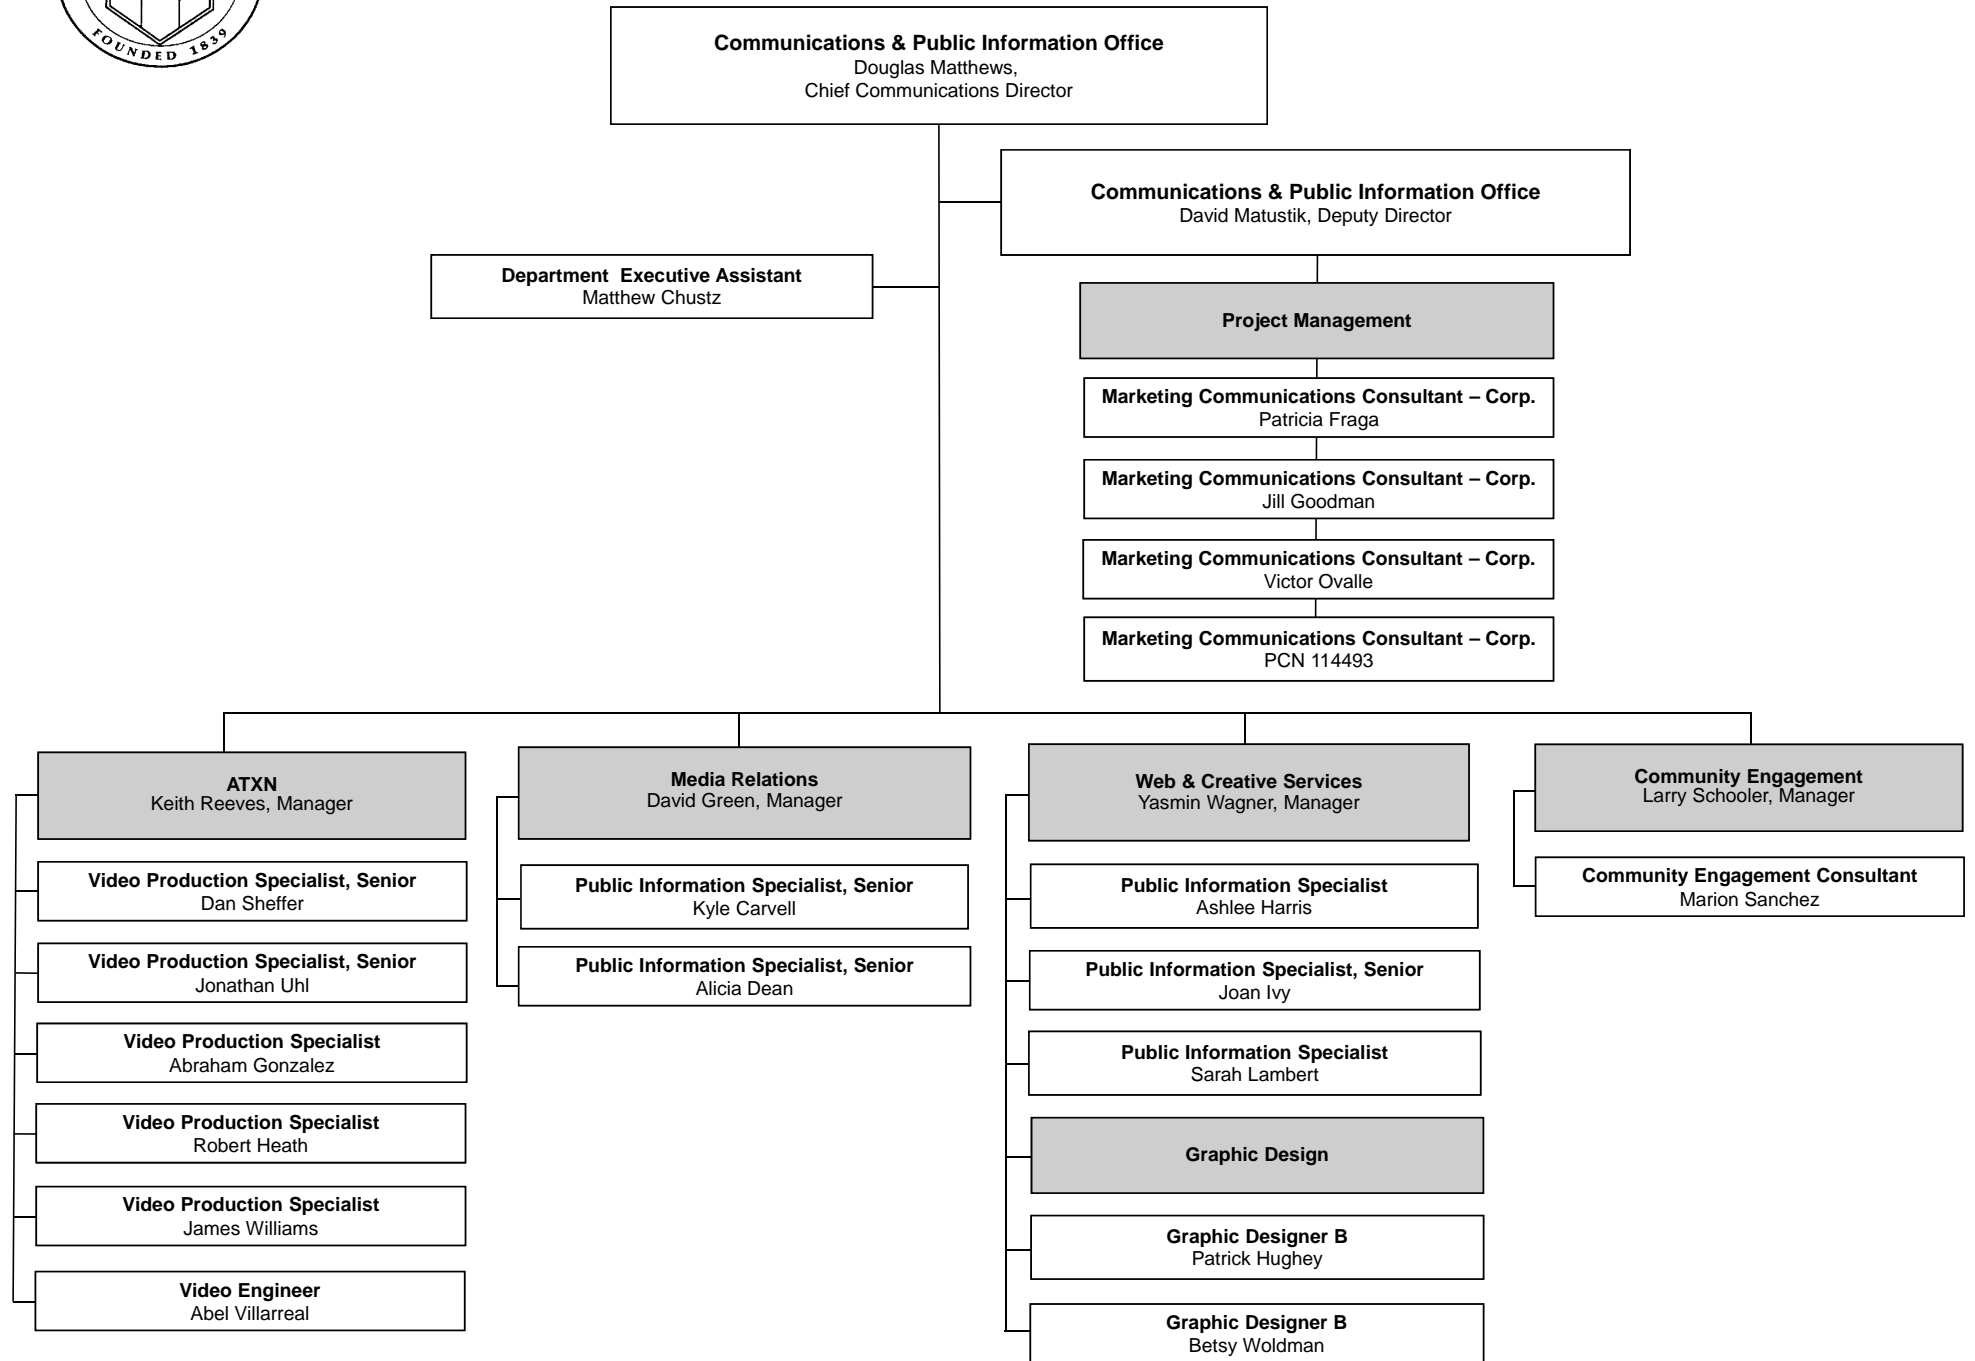 FOUNDED 1839
Communications & Public Information Office
Douglas Matthews,
Chief Communications Director
Communications & Public Information Office
David Matustik, Deputy Director
Department Executive Assistant
Matthew Chustz
Project Management
Marketing Communications Consultant – Corp.
Patricia Fraga
Marketing Communications Consultant – Corp.
Jill Goodman
Marketing Communications Consultant – Corp.
Victor Ovalle
Marketing Communications Consultant – Corp.
PCN 114493
ATXN
Keith Reeves, Manager
Video Production Specialist, Senior
Dan Sheffer
Video Production Specialist, Senior
Jonathan Uhl
Video Production Specialist
Abraham Gonzalez
Video Production Specialist
Robert Heath
Video Production Specialist
James Williams
Video Engineer
Abel Villarreal
Media Relations
David Green, Manager
Public Information Specialist, Senior
Kyle Carvell
Public Information Specialist, Senior
Alicia Dean
Web & Creative Services
Yasmin Wagner, Manager
Public Information Specialist
Ashlee Harris
Public Information Specialist, Senior
Joan Ivy
Public Information Specialist
Sarah Lambert
Graphic Design
Graphic Designer B
Patrick Hughey
Graphic Designer B
Betsy Woldman
Community Engagement
Larry Schooler, Manager
Community Engagement Consultant
Marion Sanchez